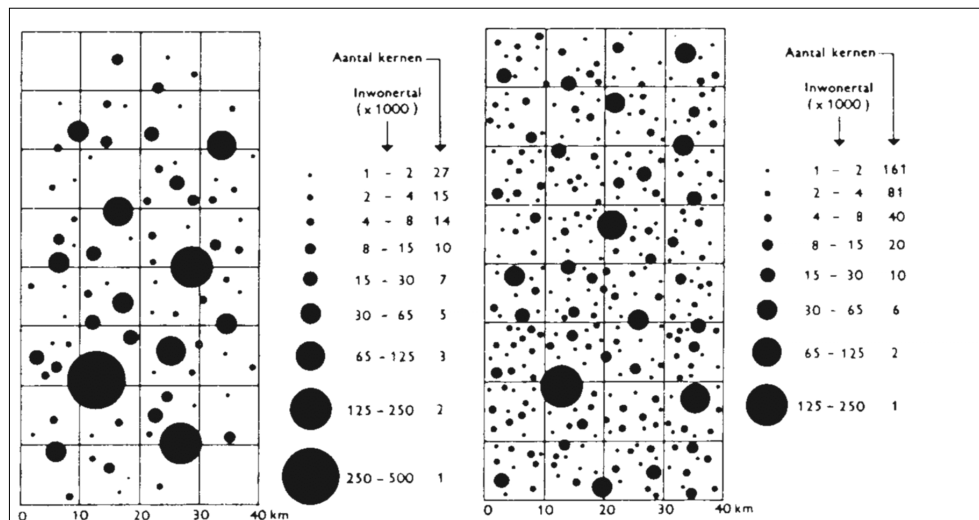 Aantal kernen
Inwonertal
( x 1000 )
1 - 2 27
2 - 4 15
4 - 8 14
8 - 15 10
15 - 30 7
30 - 65 5
65 - 125 3
125 - 250 2
250 - 500 1
0 10 20 30 40 km
Aantal kernen
Inwonertal
( x 1000 )
1 - 2 161
2 - 4 81
4 - 8 40
8 - 15 20
15 - 30 10
30 - 65 6
65 - 125 2
125 - 250 1
0 10 20 30 40 km